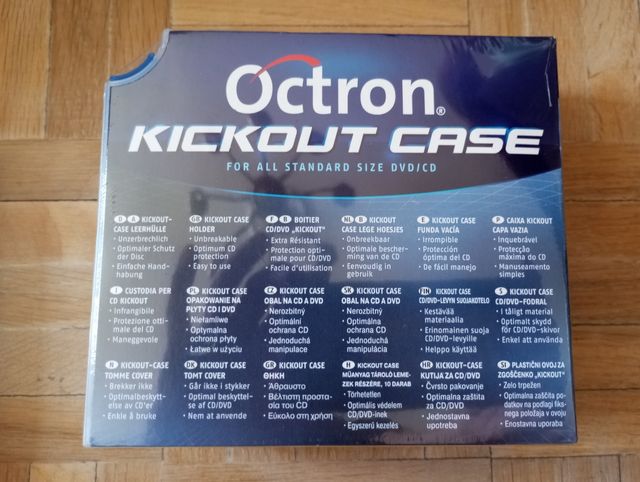 Octron®
KICKOUT CASE
FOR ALL STANDARD SIZE DVD/CD
D A KICKOUT-
CASE LEERHÜLLE
• Unzerbrechlich
• Optimaler Schutz
der Disc
• Einfache Hand-
habung
GB KICKOUT CASE
HOLDER
• Unbreakable
• Optimum CD
protection
• Easy to use
F B BOITIER
CD/DVD „KICKOUT“
• Extra Résistant
• Protection opti-
male pour CD/DVD
• Facile d'utilisation
NL B KICKOUT
CASE LEGE HOESJES
• Onbreekbaar
• Optimale bescher-
ming van de CD
• Eenvoudig in
gebruik
E KICKOUT CASE
FUNDA VACÍA
• Irrompible
• Protección
óptima del CD
• De fácil manejo
P CAIXA KICKOUT
CAPA VAZIA
• Inquebrável
• Protecção
máxima do CD
• Manuseamento
simples
I CUSTODIA PER
CD KICKOUT
• Infrangibile
• Protezione otti-
male del CD
• Maneggevole
PL KICKOUT CASE
OPAKOWANIE NA
PŁYTY CD I DVD
• Niełamliwe
• Optymalna
ochrona płyty
• Łatwe w użyciu
CZ KICKOUT CASE
OBAL NA CD A DVD
• Nerozbitný
• Optimální
ochrana CD
• Jednoduchá
manipulace
SK KICKOUT CASE
OBAL NA CD A DVD
• Nerozbitný
• Optimálna
ochrana CD
• Jednoduchá
manipulácia
FIN KICKOUT CASE
CD/DVD-LEVYN SUOJAKOTELO
• Kestävää
materiaalia
• Erinomainen suoja
CD/DVD-levyille
• Helppo käyttää
S KICKOUT CASE
CD/DVD-FODRAL
• I tåligt material
• Optimalt skydd
för CD/DVD-skivor
• Enkel att använda
N KICKOUT-CASE
TOMME COVER
• Brekker ikke
• Optimalbeskytt-
else av CD'er
• Enkle å bruke
DK KICKOUT-CASE
TOMT COVER
• Går ikke i stykker
• Optimal beskyttel-
se af CD/DVD
• Nem at anvende
GR KICKOUT-CASE
ΘΗΚΗ
• Άθραυστο
• Βέλτιστη προστα-
σία του CD
• Εύκολο στη χρήση
H KICKOUT-CASE
MŰANYAG TÁROLÓ LEME-
ZEK RÉSZÉRE, 10 DARAB
• Törhetetlen
• Optimális védelem
CD/DVD-inek
• Egyszerű kezelés
HR KICKOUT-CASE
KUTIJA ZA CD/DVD
• Čvrsto pakovanje
• Optimalna zaštita
za CD/DVD
• Jednostavna
upotreba
SI PLASTIČNI OVOJ ZA
ZGOŠČENKO „KICKOUT“
• Zelo trpežen
• Optimalna zaščita po-
datkov na podlagi fiks-
nega položaja v ovoju
• Enostavna uporaba